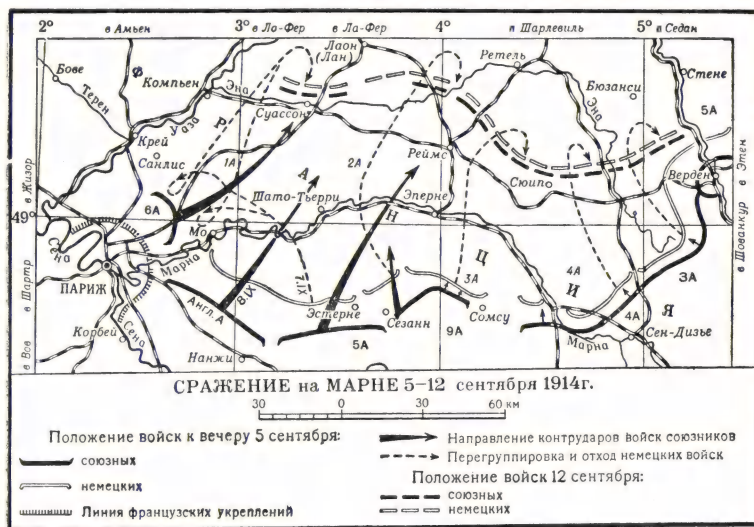 2° в Амьен 3° в Ло-Фер в Ла-Фер 4° п Шарлевиль 5° в Седан
Лаон
(Лан)
Ретель
Стене
Бове
Компьен
Эна
Бюзанси
Терен
Уаза
Суассон
Эна
5А
Крей
Р
Санлис
1А
А
2А
Реймс
Сюипо
Верден
в Этен
в Жизор
Шато-Тьерри
Эперне
6А
49°
Мо
Н
Сена
Марна
Ц
в Шованкур
ПАРИЖ
3А
4А
И
3А
в Шартр
Англ.А
8.IX
7.IX
Эстерне
Сезанн
Сомсу
4А
Я
Корбей
Сена
5А
9А
Марна
Сен-Дизье
в Вов
Нанжи
СРАЖЕНИЕ на МАРНЕ 5–12 сентября 1914г.
30 0 30 60 км
Положение войск к вечеру 5 сентября:
союзных
немецких
Линия французских укреплений
Направление контрударов войск союзников
Перегруппировка и отход немецких войск
Положение войск 12 сентября:
союзных
немецких